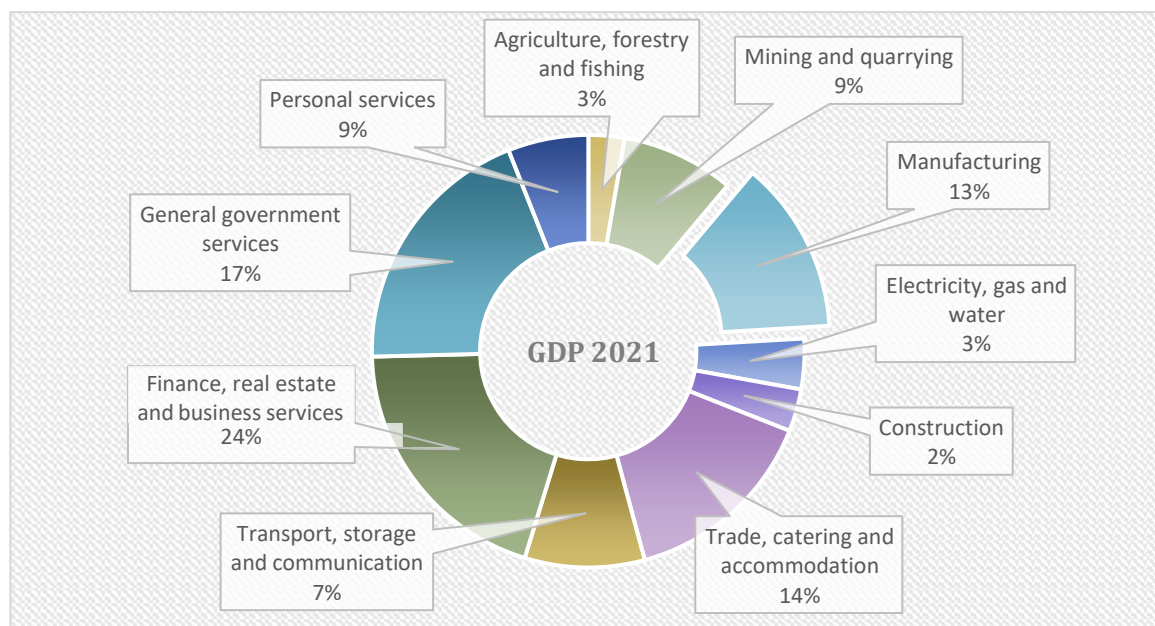 Agriculture, forestry
and fishing
3%
Mining and quarrying
9%
Manufacturing
13%
Electricity, gas and
water
3%
Construction
2%
Trade, catering and
accommodation
14%
Transport, storage
and communication
7%
Finance, real estate
and business services
24%
General government
services
17%
Personal services
9%
GDP 2021